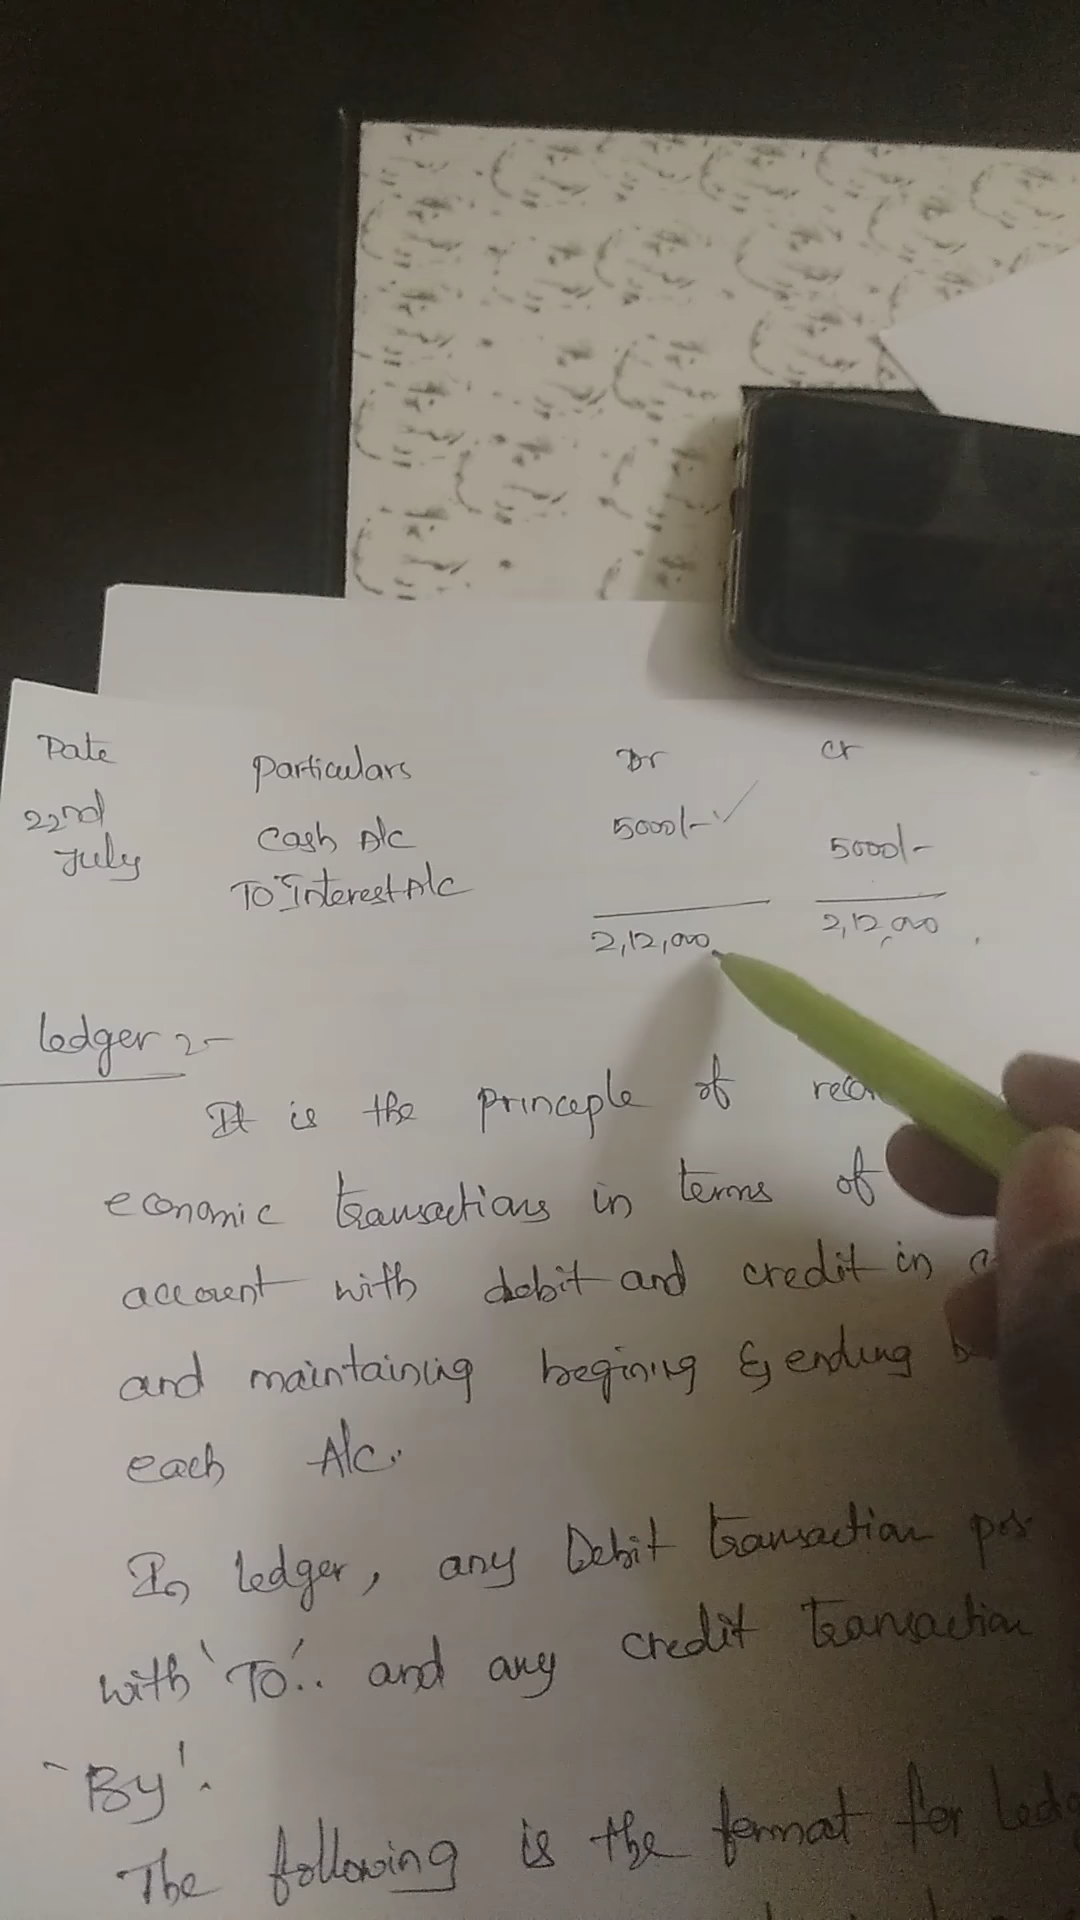 Date Particulars Dr Cr
22nd July Cash A/c 5000/- ✓
To Interest A/c 5000/-
2,12,000 2,12,000
Ledger :-
It is the princeple of
economic transactions in terms of
account with debit and credit in
and maintaining begining & ending
each A/c.
In ledger, any Debit transaction
with 'To'.. and any credit transaction
'By'.
The following is the format for